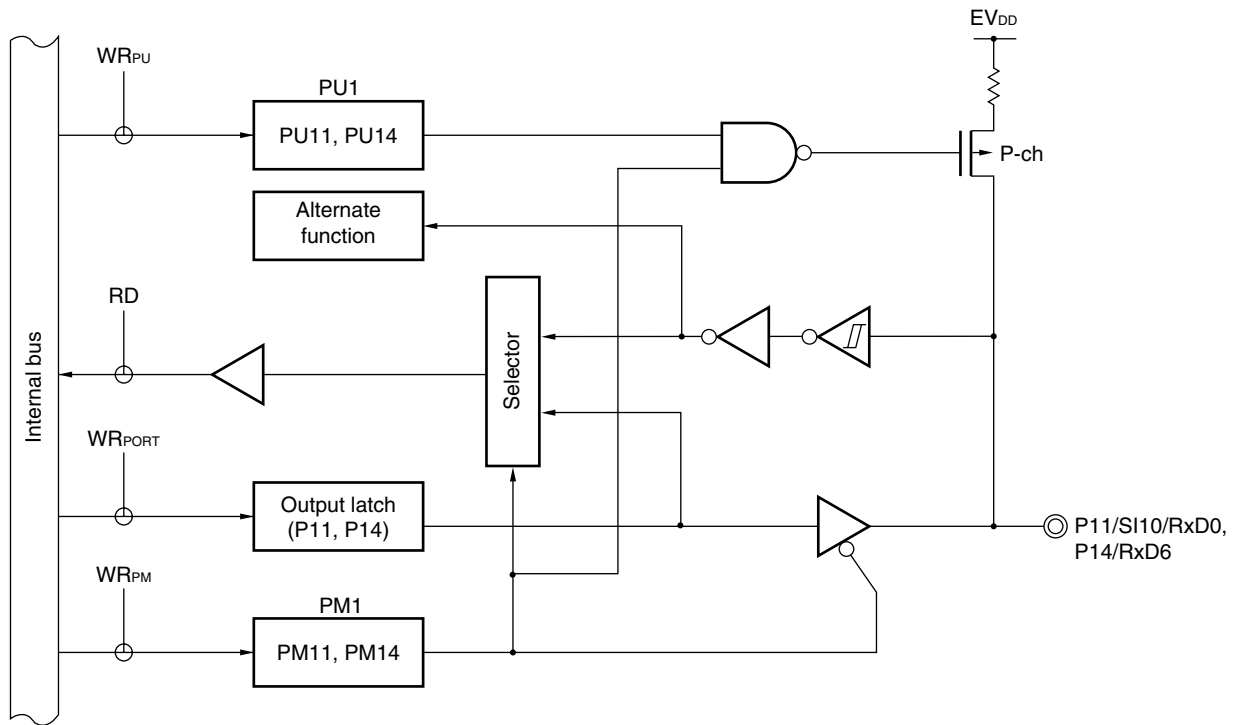 EVDD
WRPU
PU1
PU11, PU14
P-ch
Alternate
function
RD
Selector
Internal bus
WRPORT
Output latch
(P11, P14)
P11/SI10/RxD0,
P14/RxD6
WRPM
PM1
PM11, PM14